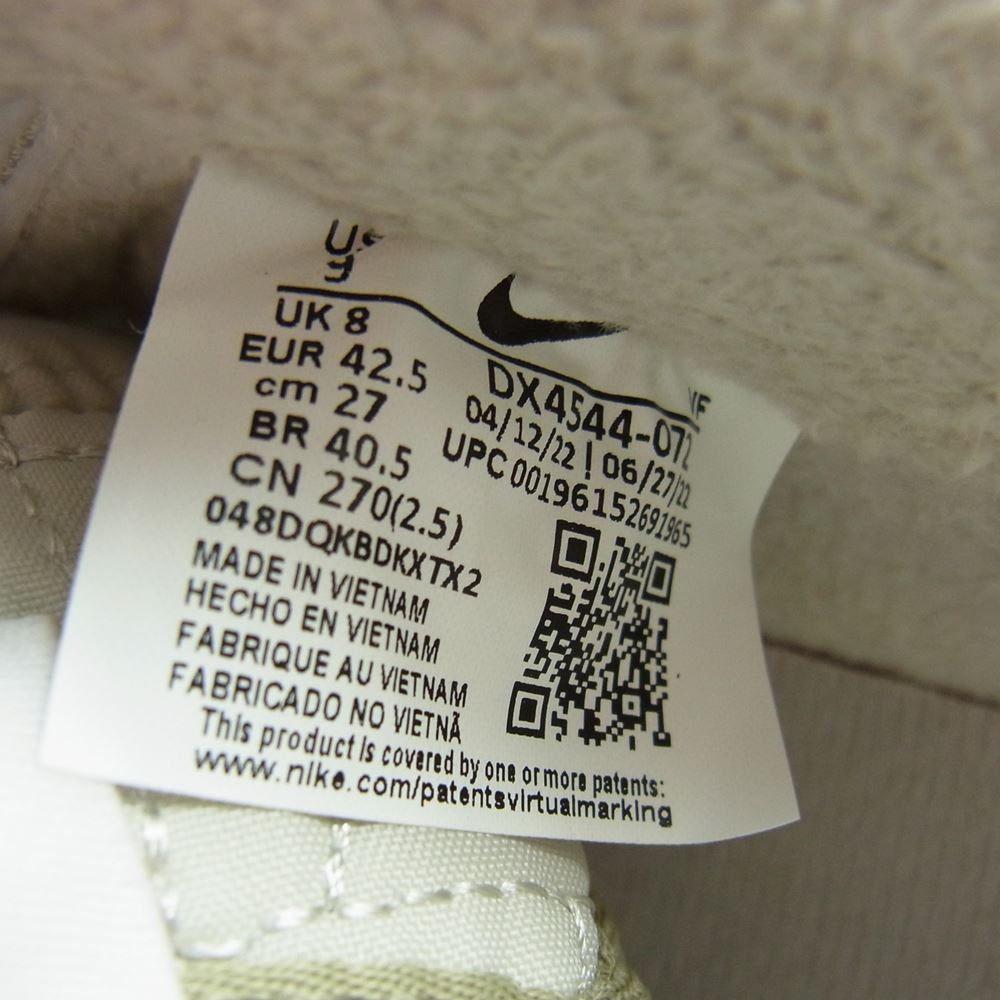 UK 8
EUR 42.5
cm 27
BR 40.5
CN 270(2.5)
048DQKBDKXTX2
MADE IN VIETNAM
HECHO EN VIETNAM
FABRIQUE AU VIETNAM
FABRICADO NO VIETNÃ
This product is covered by one or more patents:
www.nike.com/patentsvirtualmarking
DX4544-072
04/12/22 | 06/27/22
UPC 00196152691965